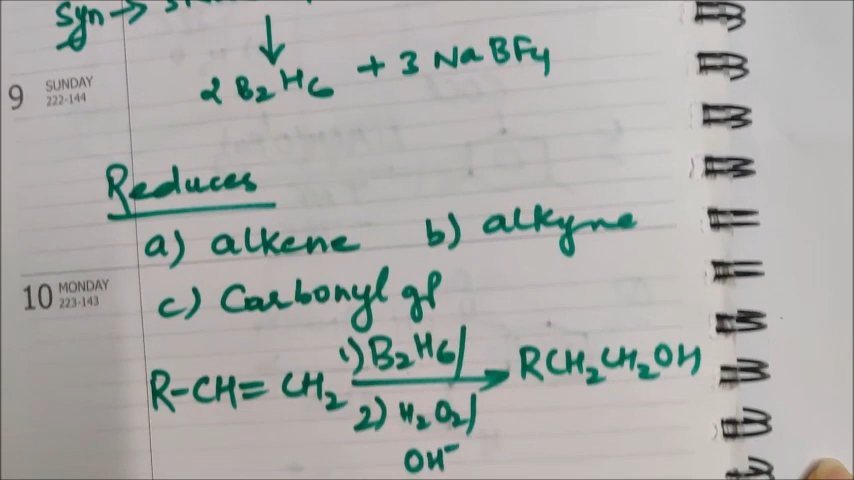 Syn →
↓
2 B₂H₆ + 3 NaBF₄
9 SUNDAY
222-144
Reduces
a) alkene b) alkyne
10 MONDAY
223-143
c) Carbonyl gp
R-CH=CH₂ 1) B₂H₆/ → RCH₂CH₂OH
2) H₂O₂/
OH⁻